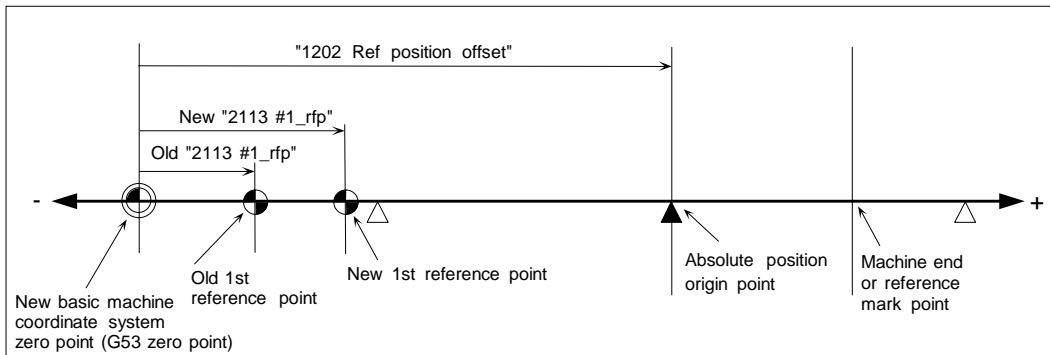 "1202 Ref position offset"
New "2113 #1_rfp"
Old "2113 #1_rfp"
-
+
Old 1st
reference point
New 1st reference point
Absolute position
origin point
Machine end
or reference
mark point
New basic machine
coordinate system
zero point (G53 zero point)